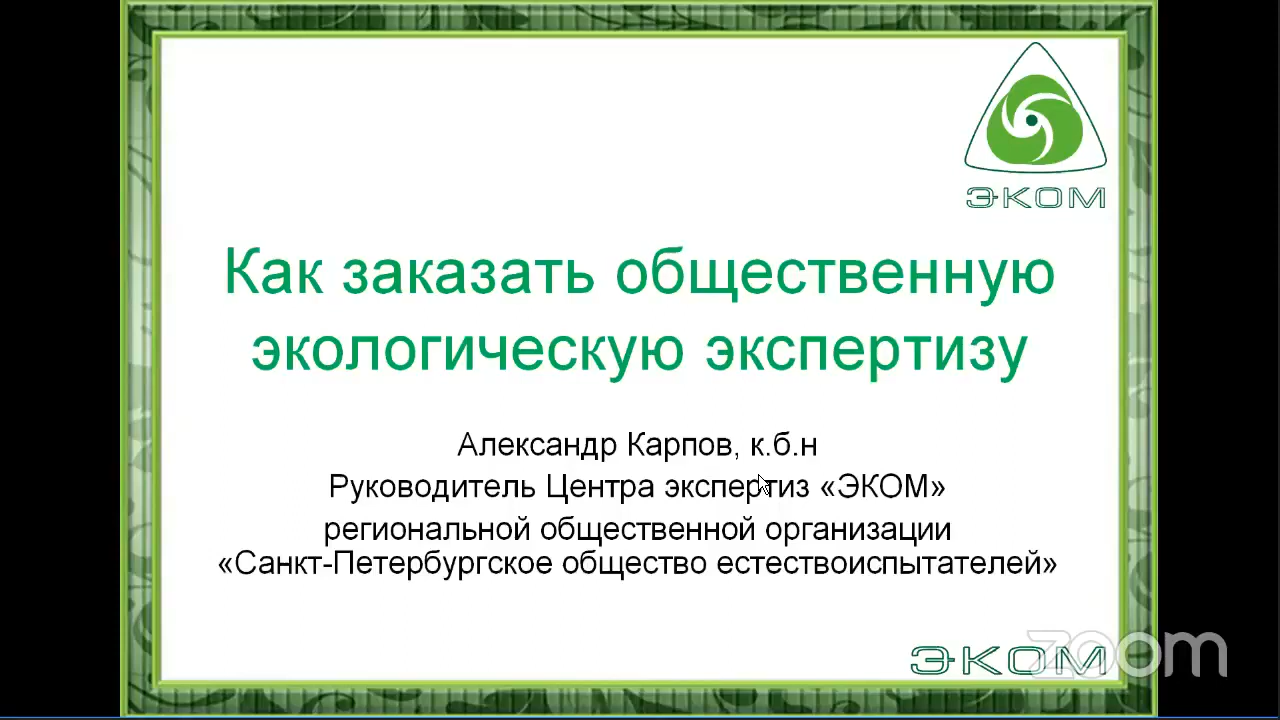 ЭКОМ
Как заказать общественную
экологическую экспертизу
Александр Карпов, к.б.н
Руководитель Центра экспертиз «ЭКОМ»
региональной общественной организации
«Санкт-Петербургское общество естествоиспытателей»
ЭКОМ
zoom